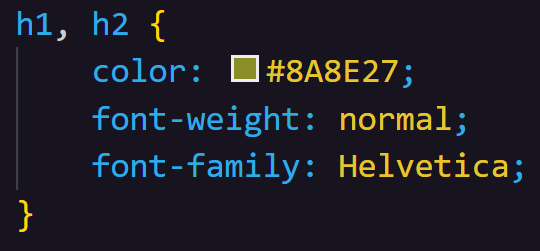 h1, h2 {
color: #8A8E27;
font-weight: normal;
font-family: Helvetica;
}